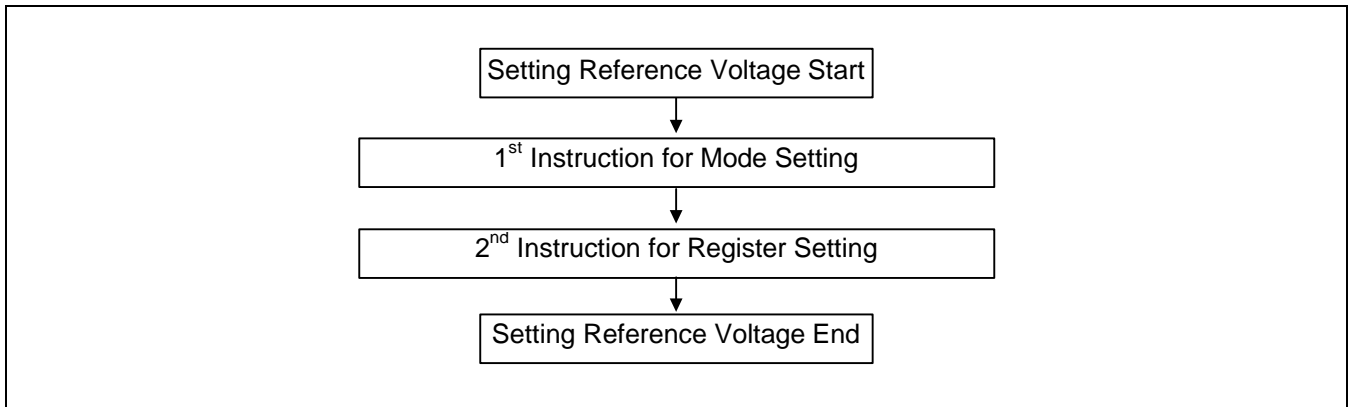 Setting Reference Voltage Start
1st Instruction for Mode Setting
2nd Instruction for Register Setting
Setting Reference Voltage End